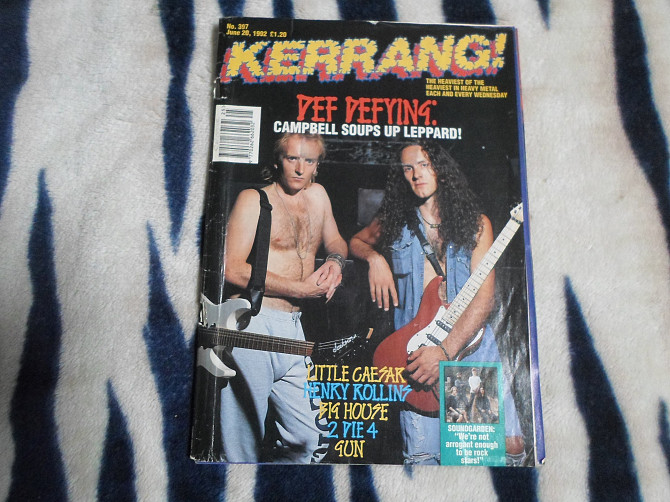 No. 397
June 20, 1992 £1.20
KERRANG!
THE HEAVIEST OF THE
HEAVIEST IN HEAVY METAL
EACH AND EVERY WEDNESDAY
DEF DEFYING:
CAMPBELL SOUPS UP LEPPARD!
LITTLE CAESAR
HENRY ROLLINS
BIG HOUSE
2 DIE 4
GUN
SOUNDGARDEN:
"We're not
arrogant enough
to be rock
stars!"